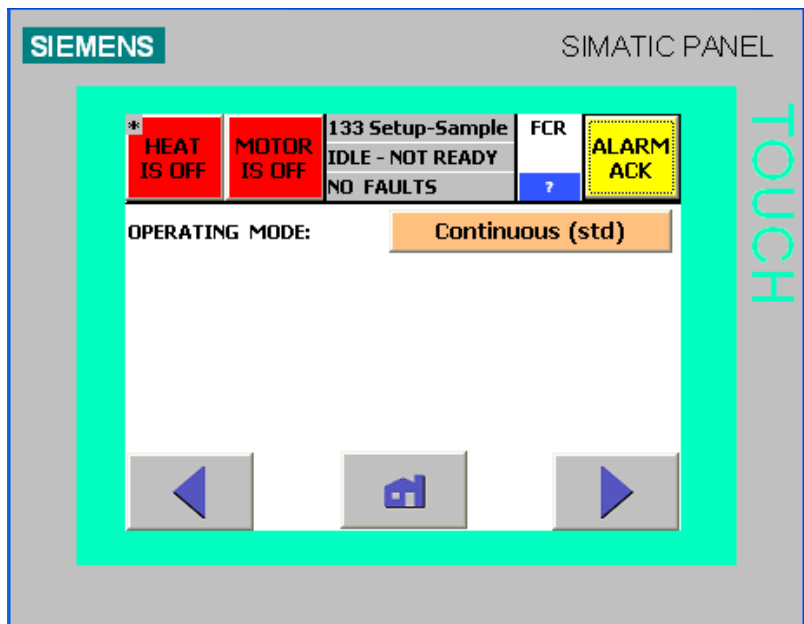 SIEMENS
SIMATIC PANEL
TOUCH
*
HEAT
IS OFF
MOTOR
IS OFF
133 Setup-Sample
IDLE - NOT READY
NO FAULTS
FCR
?
ALARM
ACK
OPERATING MODE:
Continuous (std)